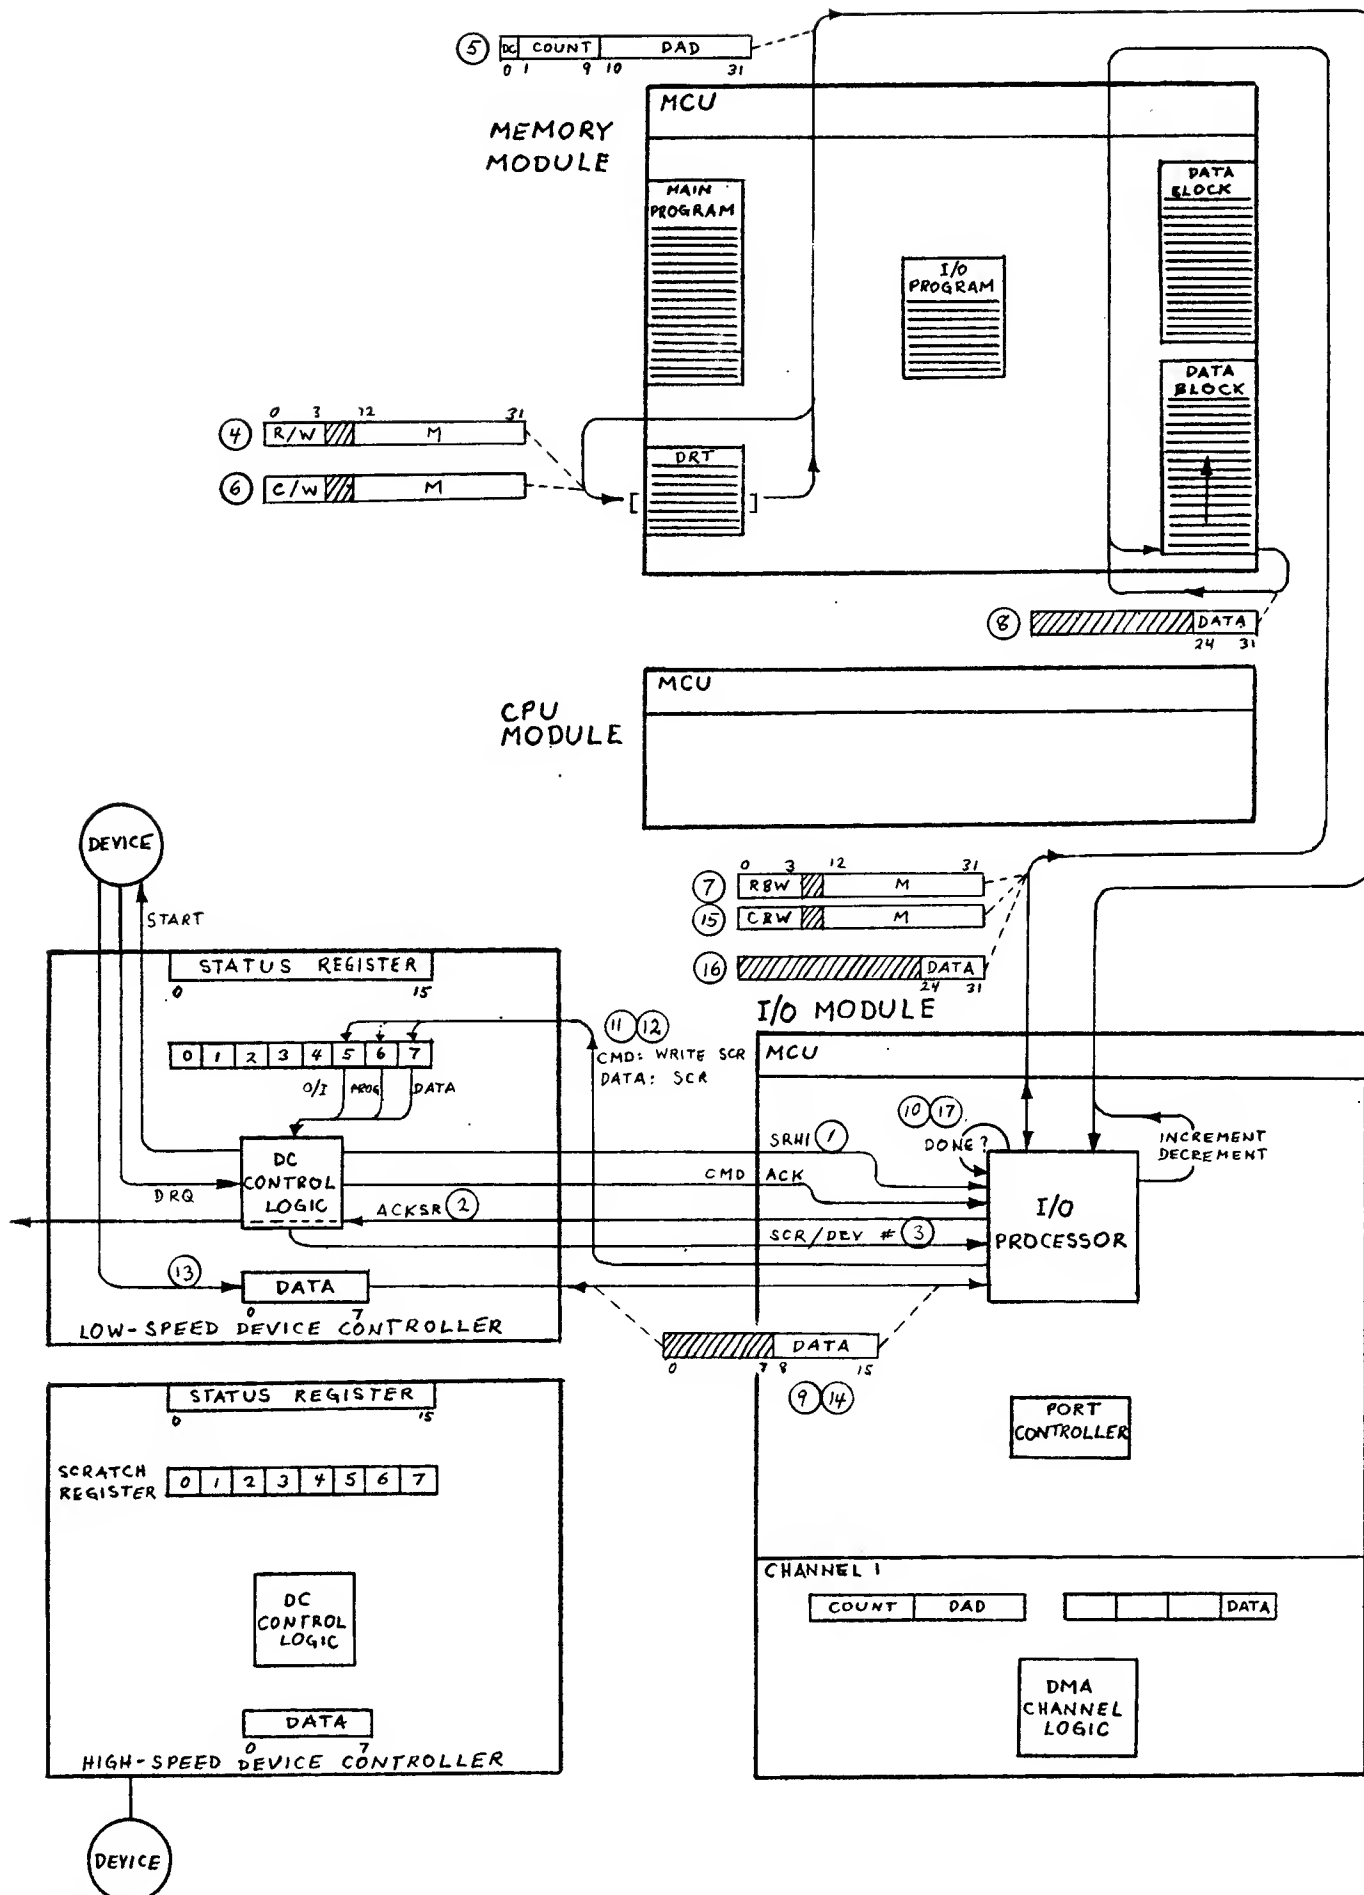 5 DC COUNT DAD
0 1 9 10 31
MCU
MEMORY
MODULE
MAIN
PROGRAM
I/O
PROGRAM
DATA
BLOCK
DATA
BLOCK
0 3 12 31
4 R/W M
6 C/W M
DRT
8 DATA
24 31
MCU
CPU
MODULE
DEVICE
START
0 3 12 31
7 RBW M
15 CRW M
16 DATA
24 31
I/O MODULE
STATUS REGISTER
0 15
0 1 2 3 4 5 6 7
O/I PROG DATA
11 12
CMD: WRITE SCR
DATA: SCR
MCU
10 17
DONE?
INCREMENT
DECREMENT
DC
CONTROL
LOGIC
DRQ
SRHI 1
CMD ACK
ACKSR 2
SCR/DEV # 3
I/O
PROCESSOR
13
DATA
0 7
LOW-SPEED DEVICE CONTROLLER
DATA
0 7 8 15
9 14
STATUS REGISTER
0 15
SCRATCH
REGISTER
0 1 2 3 4 5 6 7
PORT
CONTROLLER
DC
CONTROL
LOGIC
DATA
0 7
HIGH-SPEED DEVICE CONTROLLER
DEVICE
CHANNEL 1
COUNT DAD DATA
DMA
CHANNEL
LOGIC